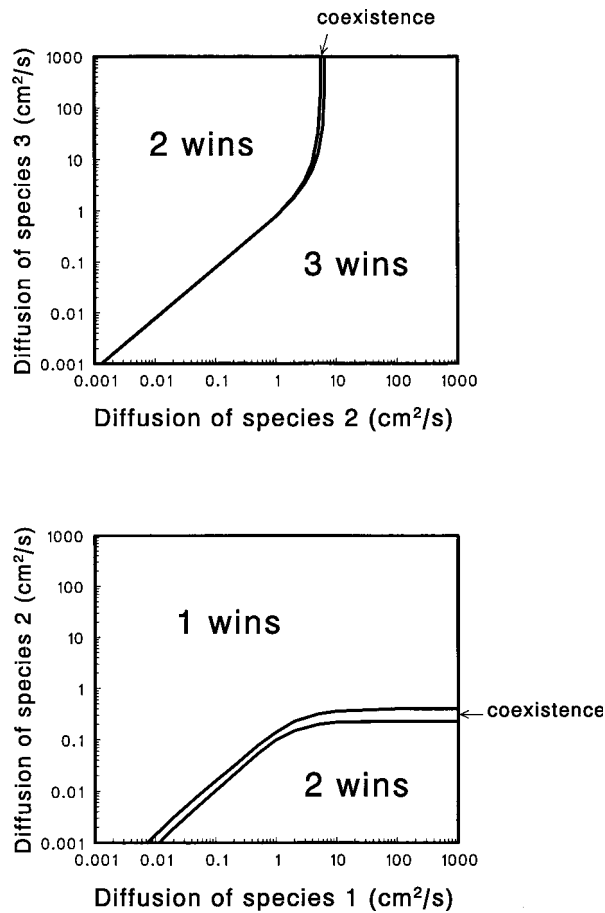 coexistence
Diffusion of species 3 (cm²/s)
1000
100
10
1
0.1
0.01
0.001
2 wins
3 wins
0.001 0.01 0.1 1 10 100 1000
Diffusion of species 2 (cm²/s)
Diffusion of species 2 (cm²/s)
1000
100
10
1
0.1
0.01
0.001
1 wins
coexistence
2 wins
0.001 0.01 0.1 1 10 100 1000
Diffusion of species 1 (cm²/s)